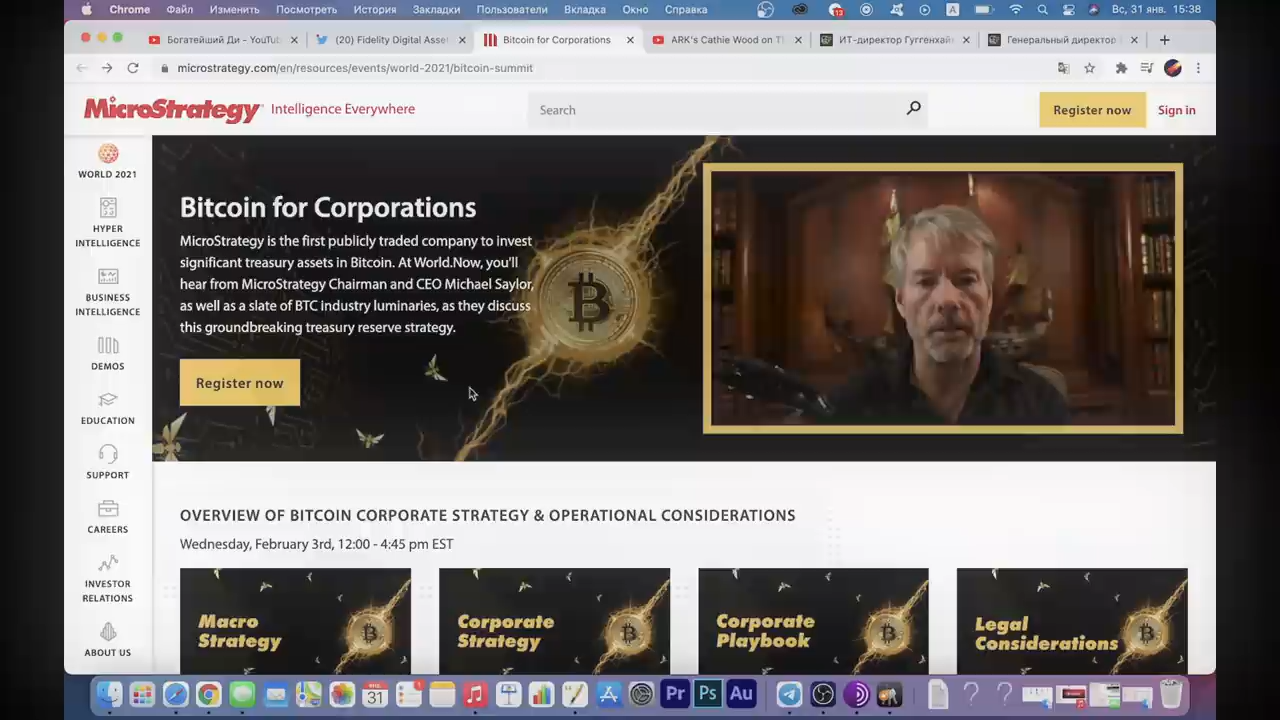 Chrome Файл Изменить Посмотреть История Закладки Пользователи Вкладка Окно Справка 13 Вс, 31 янв. 15:38
Богатейший Ди - YouTu (20) Fidelity Digital Asse Bitcoin for Corporations ARK's Cathie Wood on T ИТ-директор Гуггенхай Генеральный директор
microstrategy.com/en/resources/events/world-2021/bitcoin-summit
MicroStrategy Intelligence Everywhere Search Register now Sign in
WORLD 2021
HYPER
INTELLIGENCE
BUSINESS
INTELLIGENCE
DEMOS
EDUCATION
SUPPORT
CAREERS
INVESTOR
RELATIONS
ABOUT US
Bitcoin for Corporations
MicroStrategy is the first publicly traded company to invest
significant treasury assets in Bitcoin. At World.Now, you'll
hear from MicroStrategy Chairman and CEO Michael Saylor,
as well as a slate of BTC industry luminaries, as they discuss
this groundbreaking treasury reserve strategy.
Register now
OVERVIEW OF BITCOIN CORPORATE STRATEGY & OPERATIONAL CONSIDERATIONS
Wednesday, February 3rd, 12:00 - 4:45 pm EST
Macro
Strategy
Corporate
Strategy
Corporate
Playbook
Legal
Considerations
31 Pr Ps Au